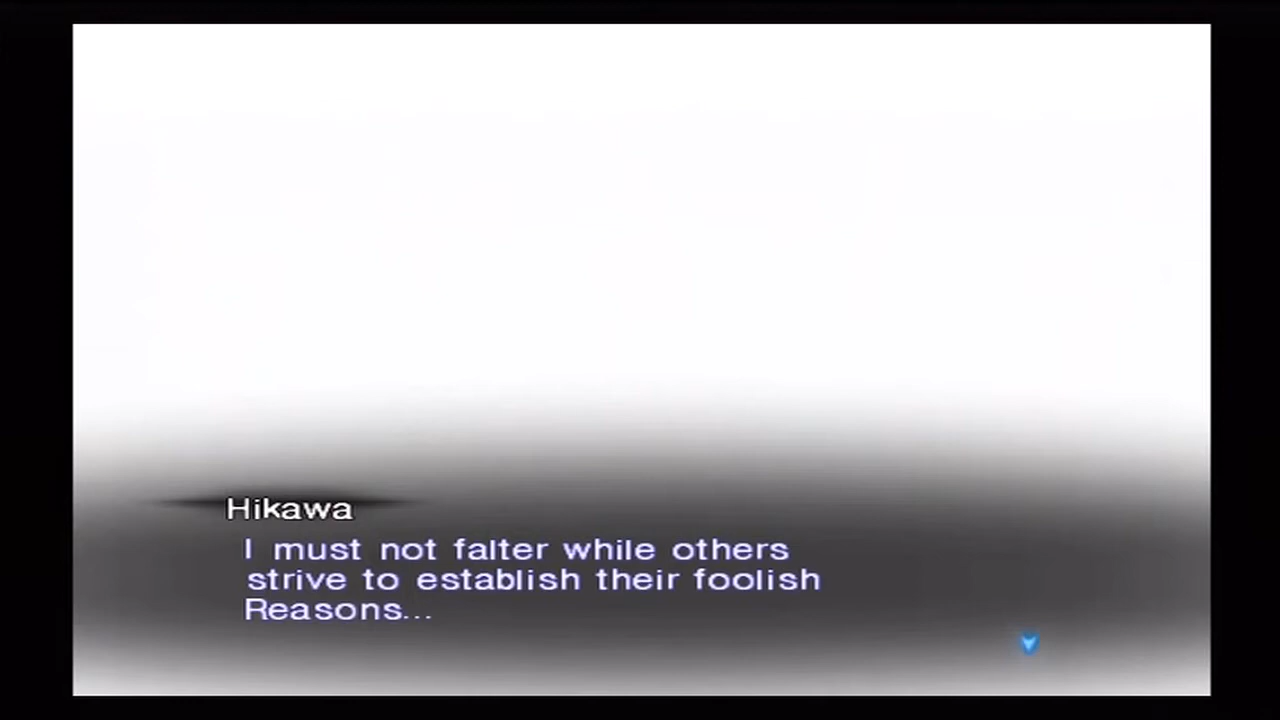 Hikawa
I must not falter while others
strive to establish their foolish
Reasons...